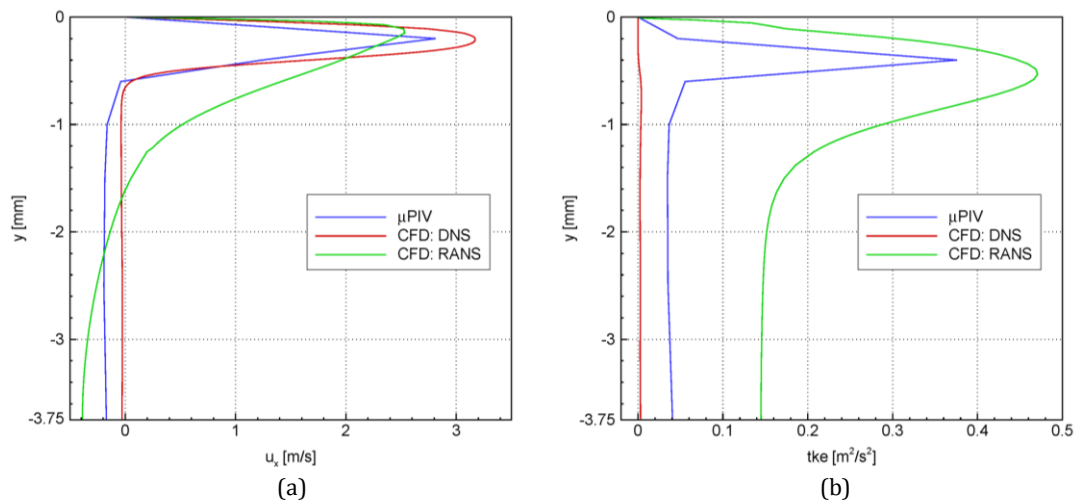 0
-1
-2
-3
-3.75
y [mm]
0
1
2
3
uₓ [m/s]
μPIV
CFD: DNS
CFD: RANS
(a)
0
-1
-2
-3
-3.75
y [mm]
0
0.1
0.2
0.3
0.4
0.5
tke [m²/s²]
μPIV
CFD: DNS
CFD: RANS
(b)